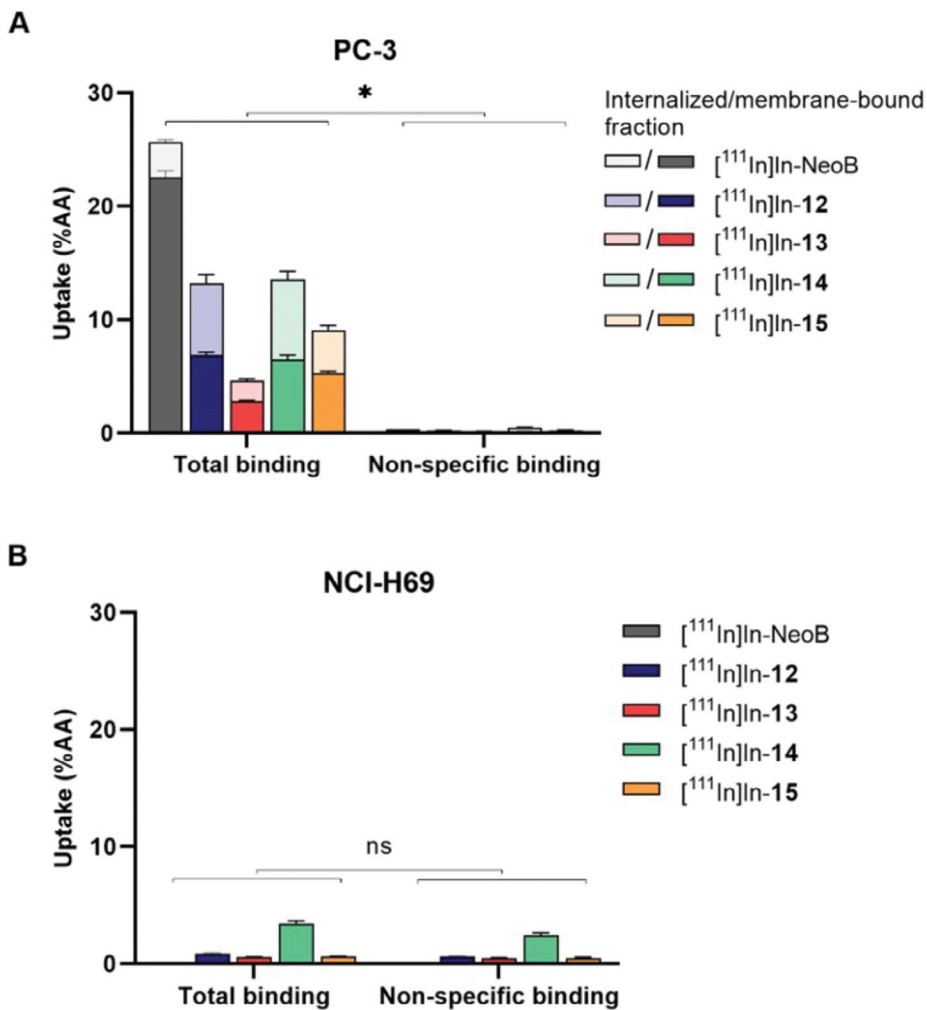 A
PC-3
Uptake (%AA)
30
20
10
0
*
Total binding
Non-specific binding
Internalized/membrane-bound
fraction
/ [¹¹¹In]In-NeoB
/ [¹¹¹In]In-12
/ [¹¹¹In]In-13
/ [¹¹¹In]In-14
/ [¹¹¹In]In-15
B
NCI-H69
Uptake (%AA)
30
20
10
0
ns
Total binding
Non-specific binding
[¹¹¹In]In-NeoB
[¹¹¹In]In-12
[¹¹¹In]In-13
[¹¹¹In]In-14
[¹¹¹In]In-15